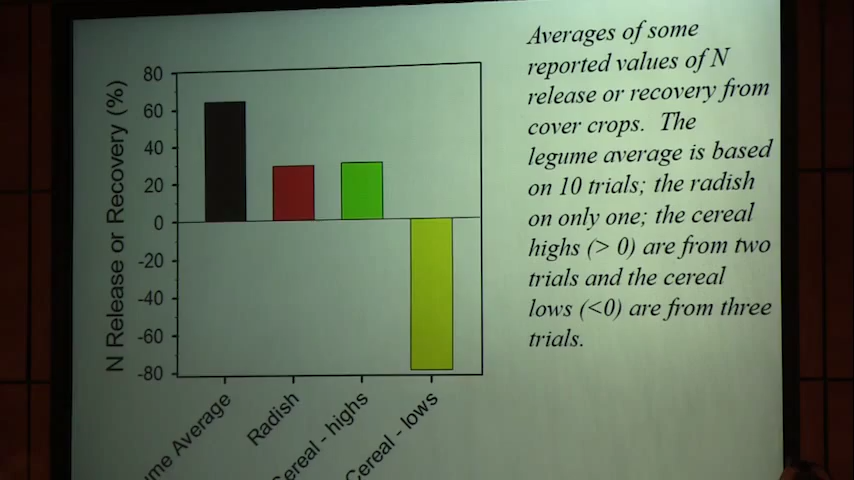 Averages of some
reported values of N
release or recovery from
cover crops. The
legume average is based
on 10 trials; the radish
on only one; the cereal
highs (> 0) are from two
trials and the cereal
lows (<0) are from three
trials.
N Release or Recovery (%)
80
60
40
20
0
-20
-40
-60
-80
Average
Radish
Cereal - highs
Cereal - lows